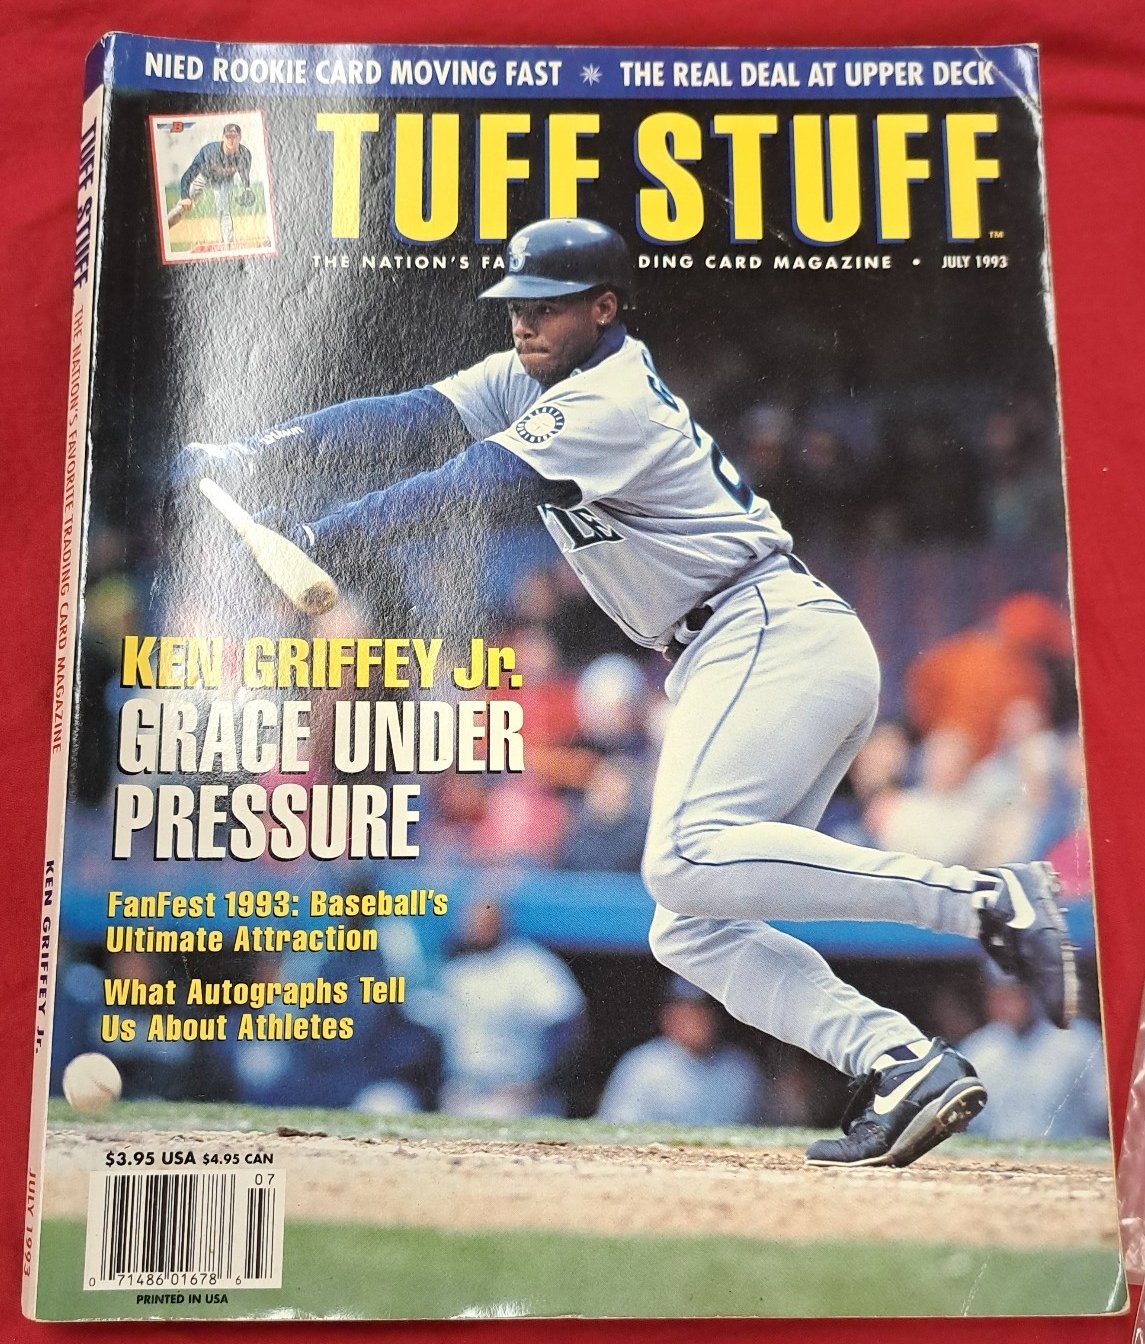 NIED ROOKIE CARD MOVING FAST ✳ THE REAL DEAL AT UPPER DECK
TUFF STUFF™
THE NATION'S FA DING CARD MAGAZINE • JULY 1993
KEN GRIFFEY Jr.
GRACE UNDER
PRESSURE
FanFest 1993: Baseball's
Ultimate Attraction
What Autographs Tell
Us About Athletes
$3.95 USA $4.95 CAN
07
0 71486 01678 6
PRINTED IN USA
TUFF STUFF THE NATION'S FAVORITE TRADING CARD MAGAZINE KEN GRIFFEY Jr. JULY 1993